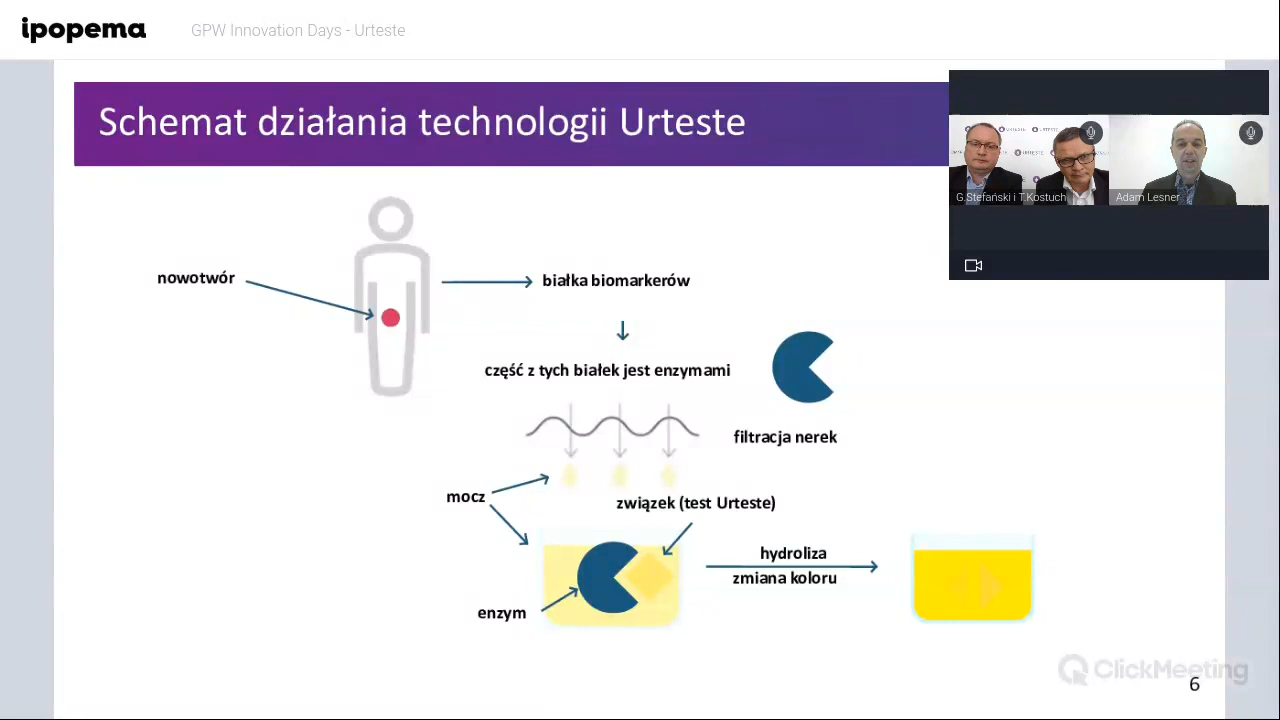 ipopema
GPW Innovation Days - Urteste
Schemat działania technologii Urteste
G.Stefański i T.Kostuch
Adam Lesner
nowotwór
białka biomarkerów
część z tych białek jest enzymami
filtracja nerek
mocz
związek (test Urteste)
hydroliza
zmiana koloru
enzym
ClickMeeting
6